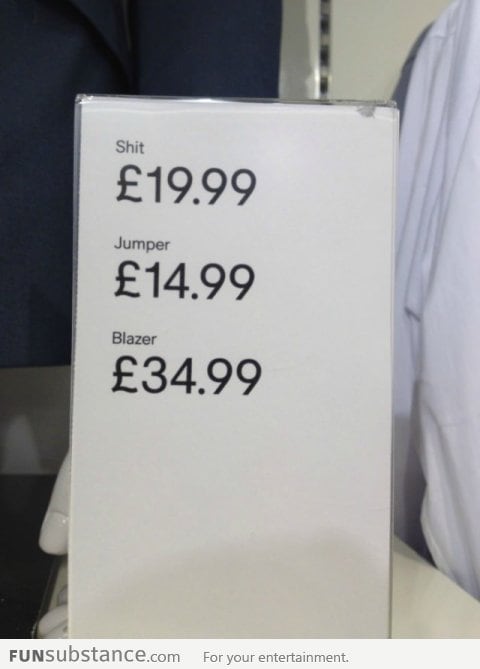 Shit
£19.99
Jumper
£14.99
Blazer
£34.99
FUNsubstance.com For your entertainment.